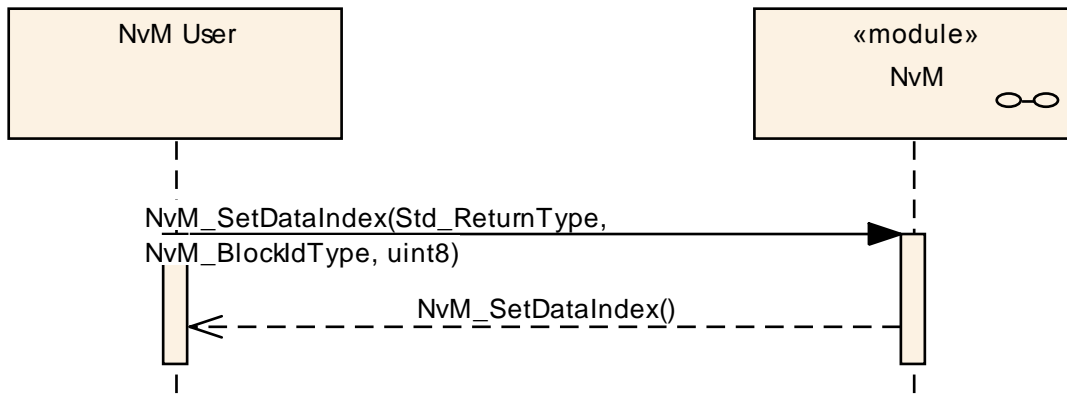 NvM User
«module»
NvM
NvM_SetDataIndex(Std_ReturnType,
NvM_BlockIdType, uint8)
NvM_SetDataIndex()